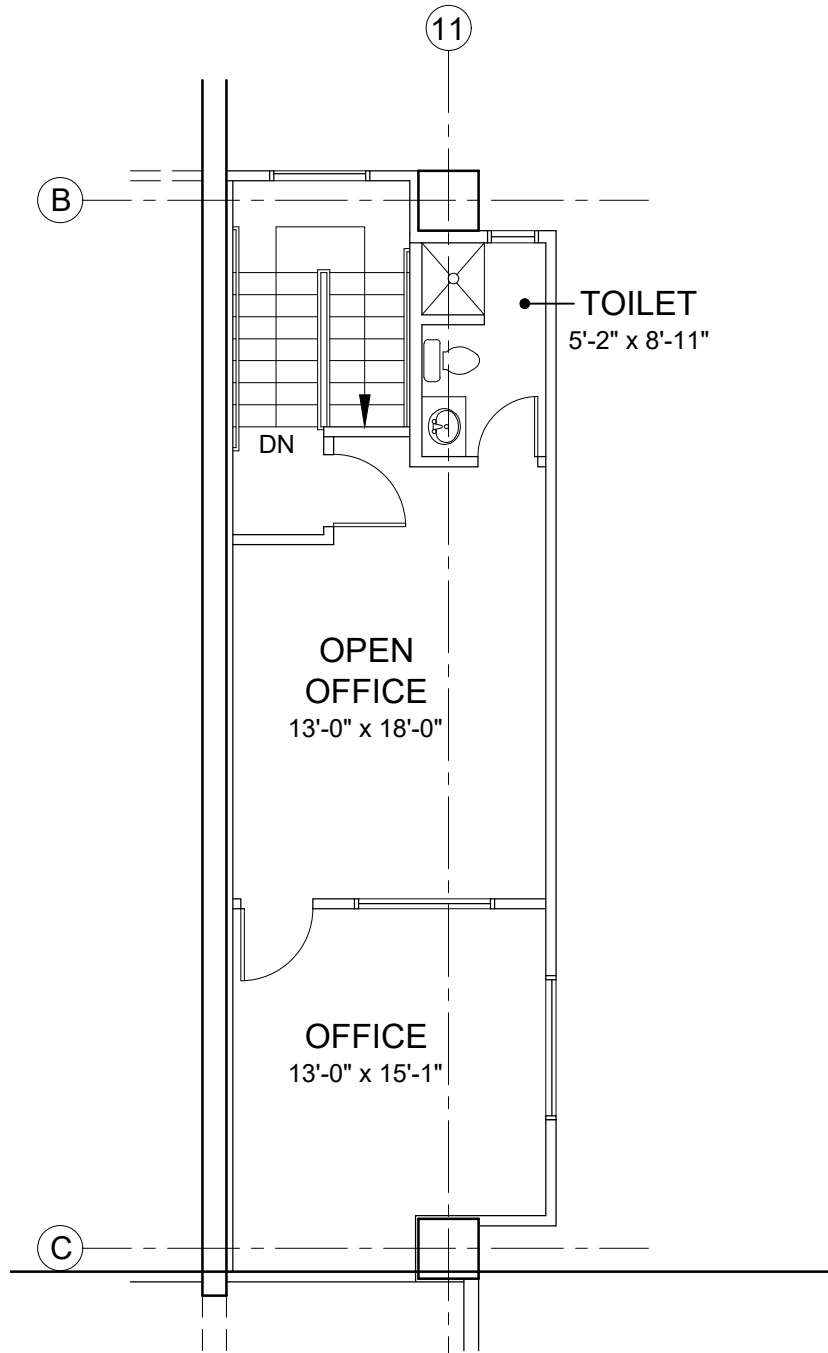 11
B
TOILET
5'-2" x 8'-11"
DN
OPEN
OFFICE
13'-0" x 18'-0"
OFFICE
13'-0" x 15'-1"
C